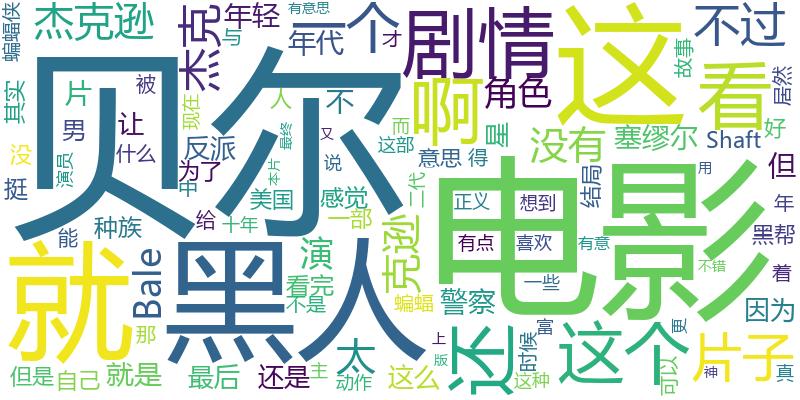 蝙蝠侠
杰克逊
杰克
年轻
有意思
与
年代
一个
才
剧情
这
不过
故事
居然
其实
片
被
现在
人
不
啊
角色
看
贝尔
男
让
反派
没
演员
什么
中
为了
又
最终
说
这部
而
意思
得
星
没有
塞缪尔
Shaft
好
挺
能
种族
给
美国
十年
感觉
本片
一部
二代
正义
想到
结局
用
但
年
黑帮
着
就
Bale
黑人
那
演
看完
不是
克逊
蝙蝠
有点
喜欢
有意
一些
不错
电影
警察
因为
但是
自己
就是
最后
还是
太
主
动作
这么
上
版
还
时候
这种
富
这个
可以
更
神
片子
真